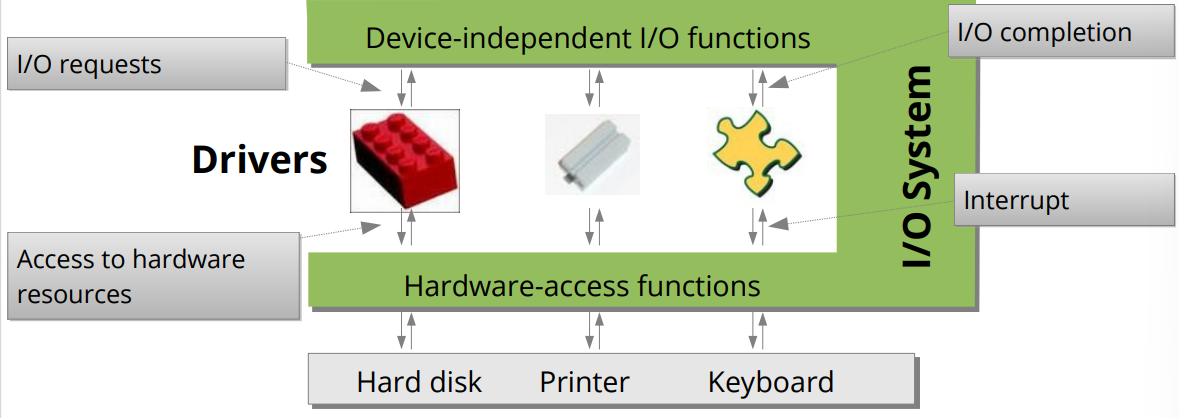 Device-independent I/O functions
I/O completion
I/O requests
Drivers
I/O System
Interrupt
Access to hardware
resources
Hardware-access functions
Hard disk
Printer
Keyboard